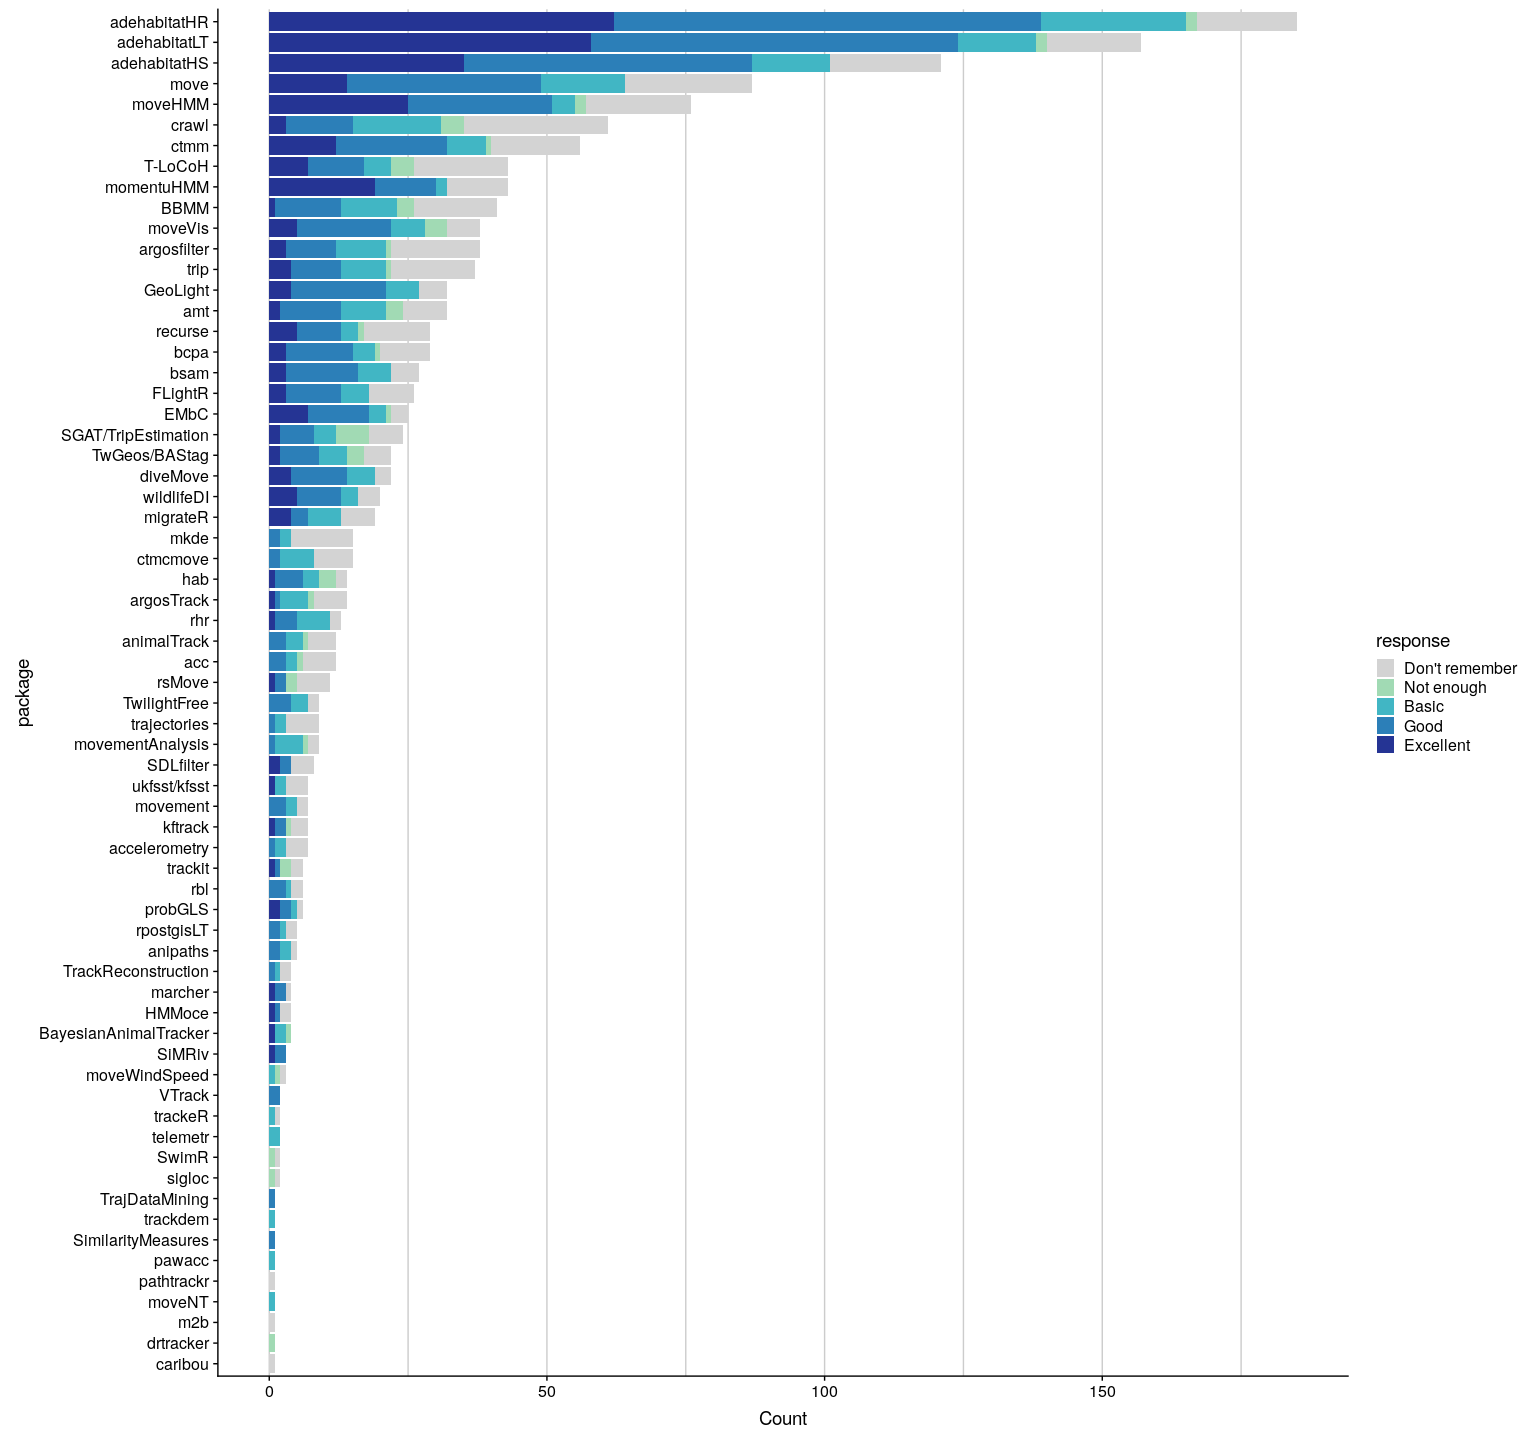 adehabitatHR
adehabitatLT
adehabitatHS
move
moveHMM
crawl
ctmm
T-LoCoH
momentuHMM
BBMM
moveVis
argosfilter
trip
GeoLight
amt
recurse
bcpa
bsam
FLightR
EMbC
SGAT/TripEstimation
TwGeos/BAStag
diveMove
wildlifeDI
migrateR
mkde
ctmcmove
hab
argosTrack
rhr
animalTrack
acc
rsMove
TwilightFree
trajectories
movementAnalysis
SDLfilter
ukfsst/kfsst
movement
kftrack
accelerometry
trackit
rbl
probGLS
rpostgisLT
anipaths
TrackReconstruction
marcher
HMMoce
BayesianAnimalTracker
SiMRiv
moveWindSpeed
VTrack
trackeR
telemetr
SwimR
sigloc
TrajDataMining
trackdem
SimilarityMeasures
pawacc
pathtrackr
moveNT
m2b
drtracker
caribou
package
0 50 100 150
Count
response
Don't remember
Not enough
Basic
Good
Excellent